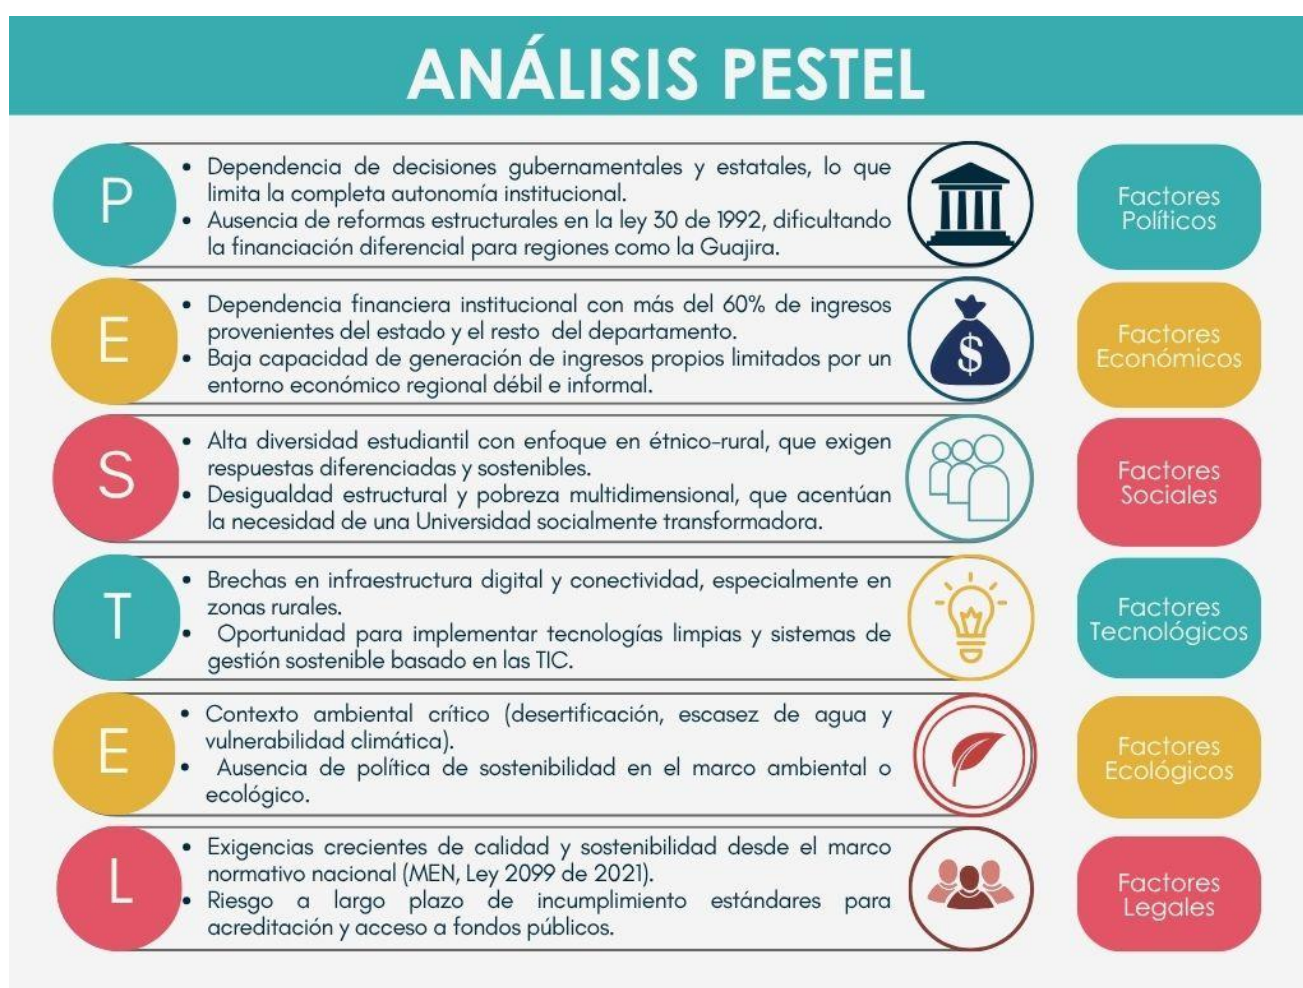 ANÁLISIS PESTEL
P
• Dependencia de decisiones gubernamentales y estatales, lo que
limita la completa autonomía institucional.
• Ausencia de reformas estructurales en la ley 30 de 1992, dificultando
la financiación diferencial para regiones como la Guajira.
Factores
Políticos
E
• Dependencia financiera institucional con más del 60% de ingresos
provenientes del estado y el resto del departamento.
• Baja capacidad de generación de ingresos propios limitados por un
entorno económico regional débil e informal.
$
Factores
Económicos
S
• Alta diversidad estudiantil con enfoque en étnico-rural, que exigen
respuestas diferenciadas y sostenibles.
• Desigualdad estructural y pobreza multidimensional, que acentúan
la necesidad de una Universidad socialmente transformadora.
Factores
Sociales
T
• Brechas en infraestructura digital y conectividad, especialmente en
zonas rurales.
• Oportunidad para implementar tecnologías limpias y sistemas de
gestión sostenible basado en las TIC.
Factores
Tecnológicos
E
• Contexto ambiental crítico (desertificación, escasez de agua y
vulnerabilidad climática).
• Ausencia de política de sostenibilidad en el marco ambiental o
ecológico.
Factores
Ecológicos
L
• Exigencias crecientes de calidad y sostenibilidad desde el marco
normativo nacional (MEN, Ley 2099 de 2021).
• Riesgo a largo plazo de incumplimiento estándares para
acreditación y acceso a fondos públicos.
Factores
Legales